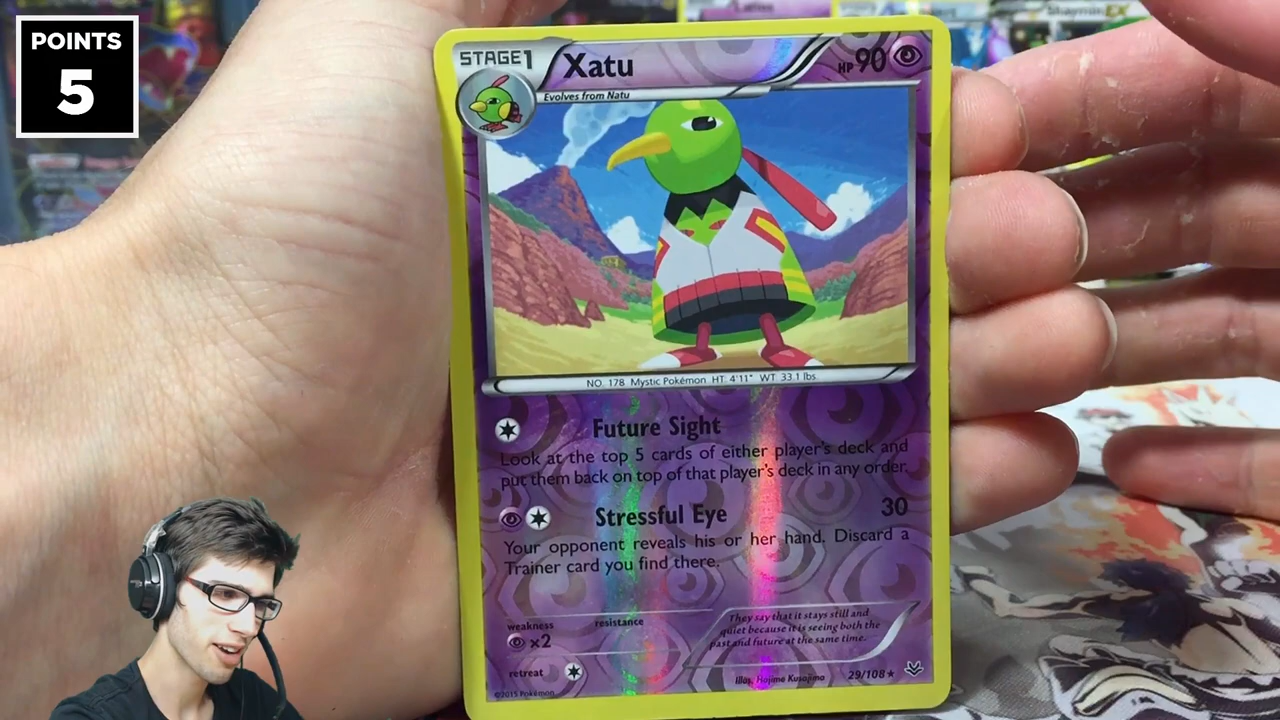 POINTS
5
STAGE1
Xatu
HP90
Evolves from Natu
NO. 178 Mystic Pokémon HT: 4'11" WT: 33.1 lbs.
Future Sight
Look at the top 5 cards of either player's deck and
put them back on top of that player's deck in any order.
Stressful Eye 30
Your opponent reveals his or her hand. Discard a
Trainer card you find there.
weakness
x2
resistance
They say that it stays still and
quiet because it is seeing both the
past and future at the same time.
retreat
Illus. Hajime Kusajima
29/108
©2015 Pokémon